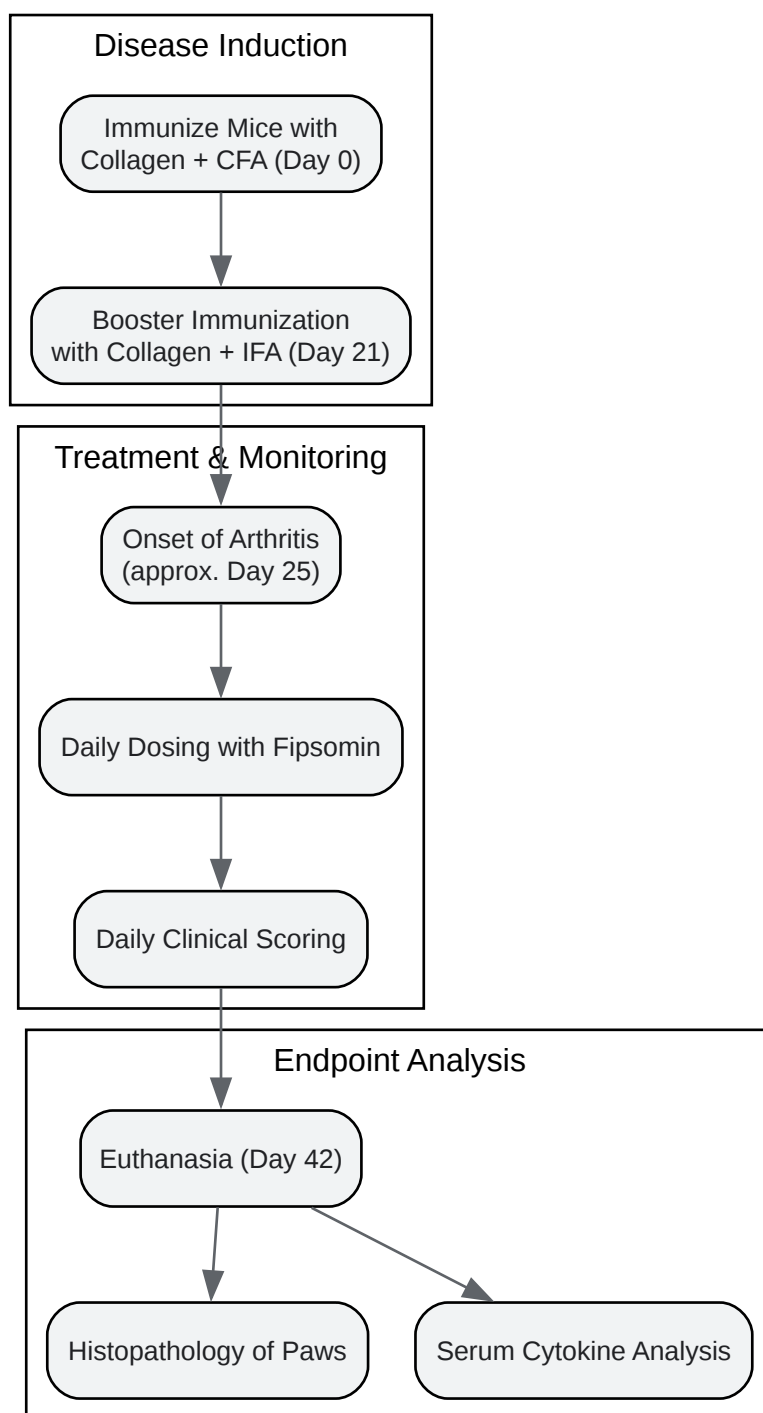 Disease Induction
Immunize Mice with
Collagen + CFA (Day 0)
Booster Immunization
with Collagen + IFA (Day 21)
Treatment & Monitoring
Onset of Arthritis
(approx. Day 25)
Daily Dosing with Fipsomin
Daily Clinical Scoring
Endpoint Analysis
Euthanasia (Day 42)
Histopathology of Paws
Serum Cytokine Analysis